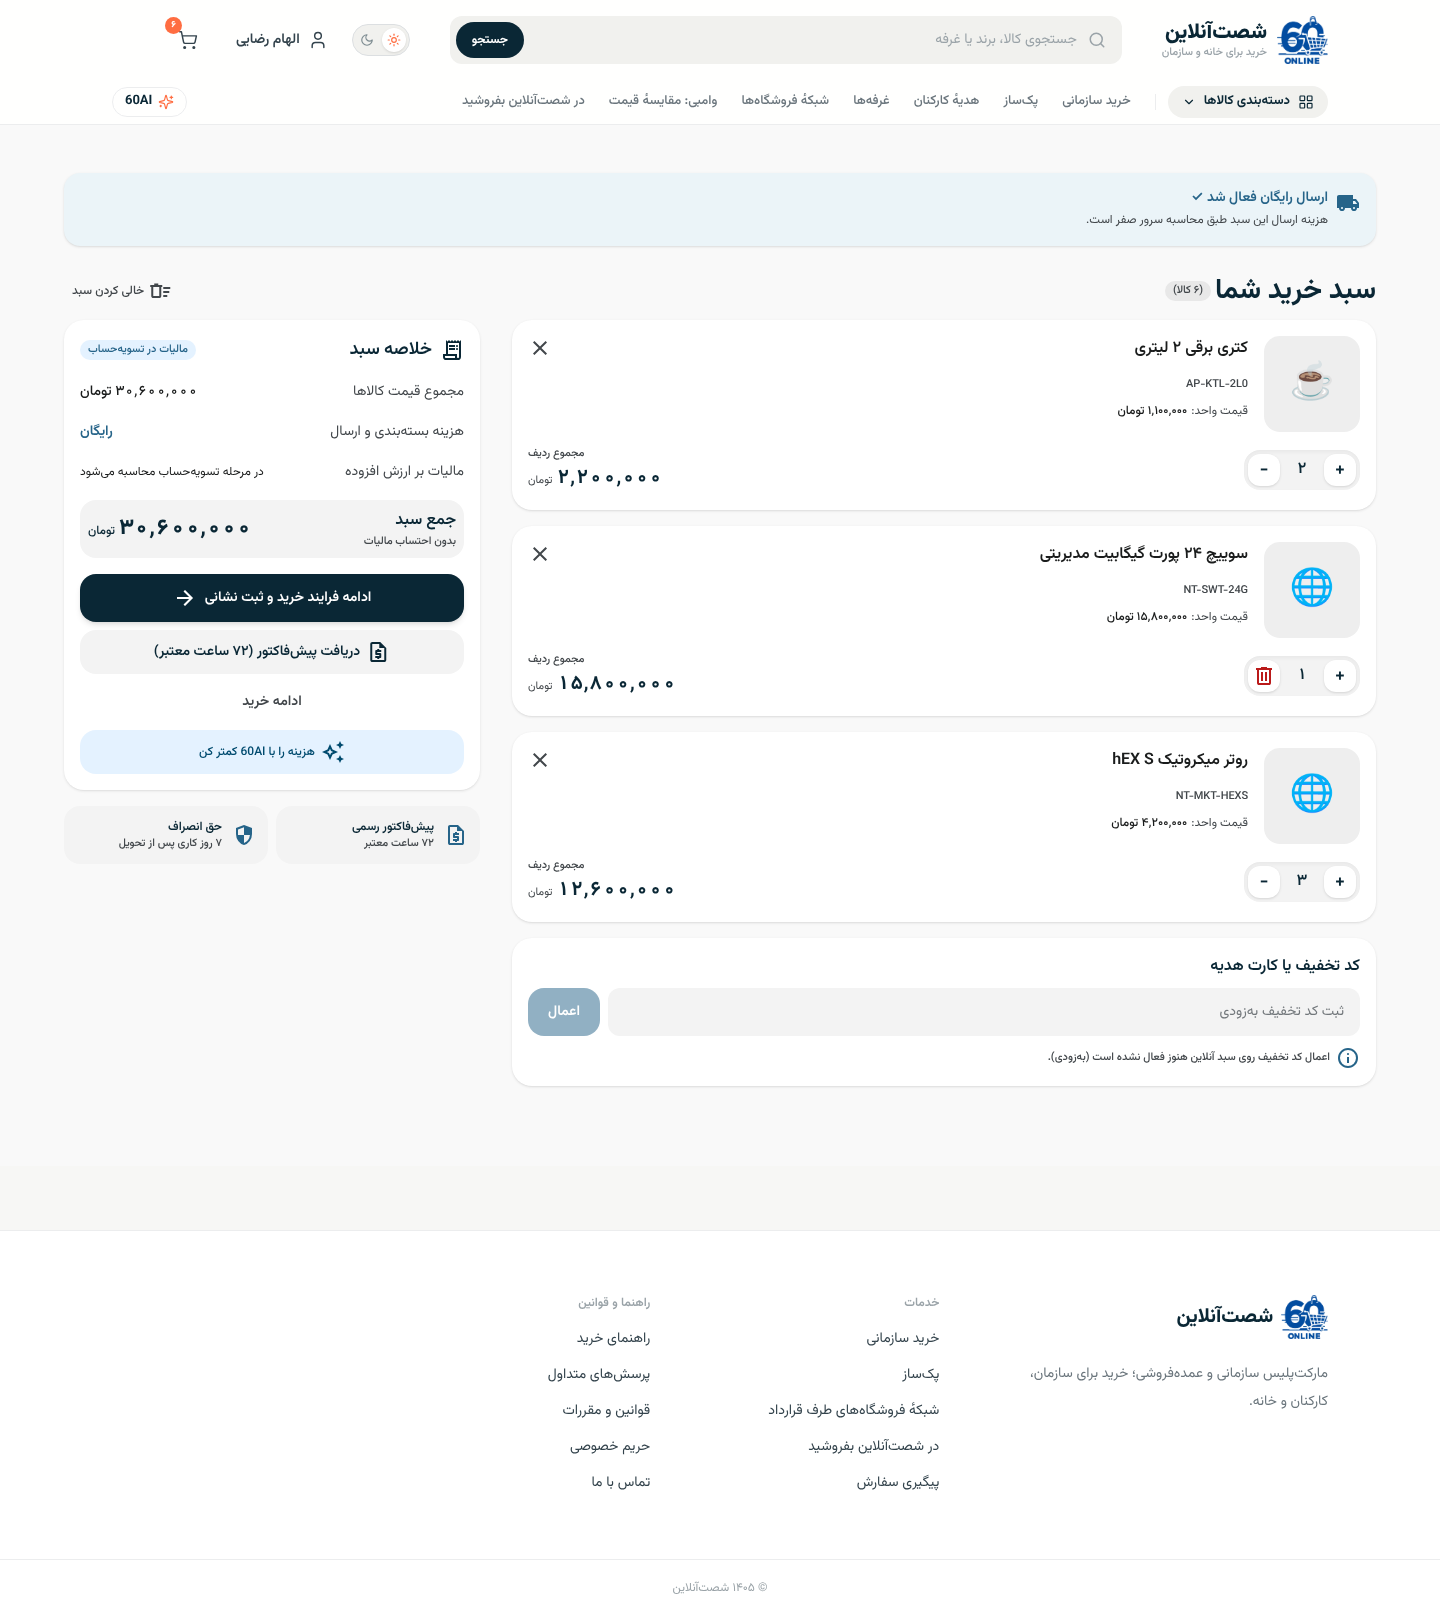 60
ONLINE
شصت‌آنلاین
خرید برای خانه و سازمان
جستجوی کالا، برند یا غرفه
جستجو
الهام رضایی
۶
دسته‌بندی کالاها
خرید سازمانی
پک‌ساز
هدیهٔ کارکنان
غرفه‌ها
شبکهٔ فروشگاه‌ها
وامبی: مقایسهٔ قیمت
در شصت‌آنلاین بفروشید
60AI
ارسال رایگان فعال شد ✓
هزینه ارسال این سبد طبق محاسبه سرور صفر است.
سبد خرید شما (۶ کالا)
خالی کردن سبد
کتری برقی ۲ لیتری
AP-KTL-2L0
قیمت واحد: ۱,۱۰۰,۰۰۰ تومان
+ ۲ -
مجموع ردیف
۲,۲۰۰,۰۰۰ تومان
سوییچ ۲۴ پورت گیگابیت مدیریتی
NT-SWT-24G
قیمت واحد: ۱۵,۸۰۰,۰۰۰ تومان
+ ۱
مجموع ردیف
۱۵,۸۰۰,۰۰۰ تومان
روتر میکروتیک hEX S
NT-MKT-HEXS
قیمت واحد: ۴,۲۰۰,۰۰۰ تومان
+ ۳ -
مجموع ردیف
۱۲,۶۰۰,۰۰۰ تومان
کد تخفیف یا کارت هدیه
ثبت کد تخفیف به‌زودی
اعمال
اعمال کد تخفیف روی سبد آنلاین هنوز فعال نشده است (به‌زودی).
خلاصه سبد
مالیات در تسویه‌حساب
مجموع قیمت کالاها
۳۰,۶۰۰,۰۰۰ تومان
هزینه بسته‌بندی و ارسال
رایگان
مالیات بر ارزش افزوده
در مرحله تسویه‌حساب محاسبه می‌شود
جمع سبد
بدون احتساب مالیات
۳۰,۶۰۰,۰۰۰ تومان
ادامه فرایند خرید و ثبت نشانی
دریافت پیش‌فاکتور (۷۲ ساعت معتبر)
ادامه خرید
هزینه را با 60AI کمتر کن
پیش‌فاکتور رسمی
۷۲ ساعت معتبر
حق انصراف
۷ روز کاری پس از تحویل
60
ONLINE
شصت‌آنلاین
مارکت‌پلیس سازمانی و عمده‌فروشی؛ خرید برای سازمان،
کارکنان و خانه.
خدمات
خرید سازمانی
پک‌ساز
شبکهٔ فروشگاه‌های طرف قرارداد
در شصت‌آنلاین بفروشید
پیگیری سفارش
راهنما و قوانین
راهنمای خرید
پرسش‌های متداول
قوانین و مقررات
حریم خصوصی
تماس با ما
© ۱۴۰۵ شصت‌آنلاین